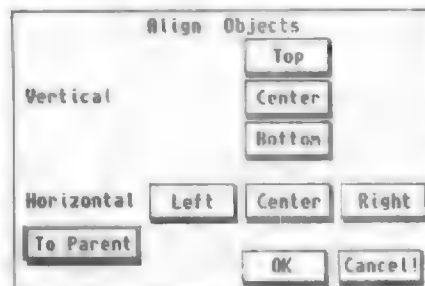 Align Objects
Top
Vertical Center
Bottom
Horizontal Left Center Right
To Parent
OK Cancel!